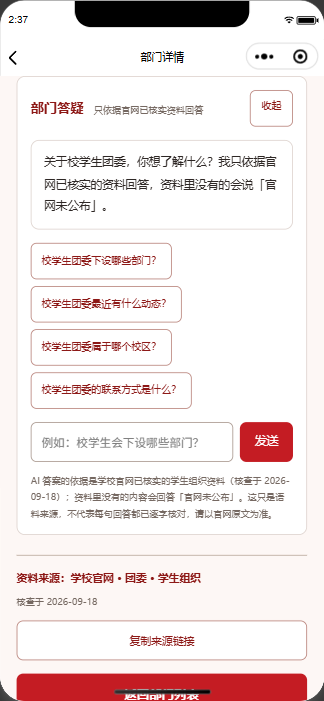 2:37
部门详情
部门答疑 只依据官网已核实资料回答
收起
关于校学生团委，你想了解什么？我只依据官
网已核实的资料回答，资料里没有的会说「官
网未公布」。
校学生团委下设哪些部门？
校学生团委最近有什么动态？
校学生团委属于哪个校区？
校学生团委的联系方式是什么？
例如：校学生会下设哪些部门？
发送
AI 答案的依据是学校官网已核实的学生组织资料（核查于 2026-
09-18）；资料里没有的内容会回答「官网未公布」。这只是语
料来源，不代表每句回答都已逐字核对，请以官网原文为准。
资料来源：学校官网·团委·学生组织
核查于 2026-09-18
复制来源链接
返回部门列表